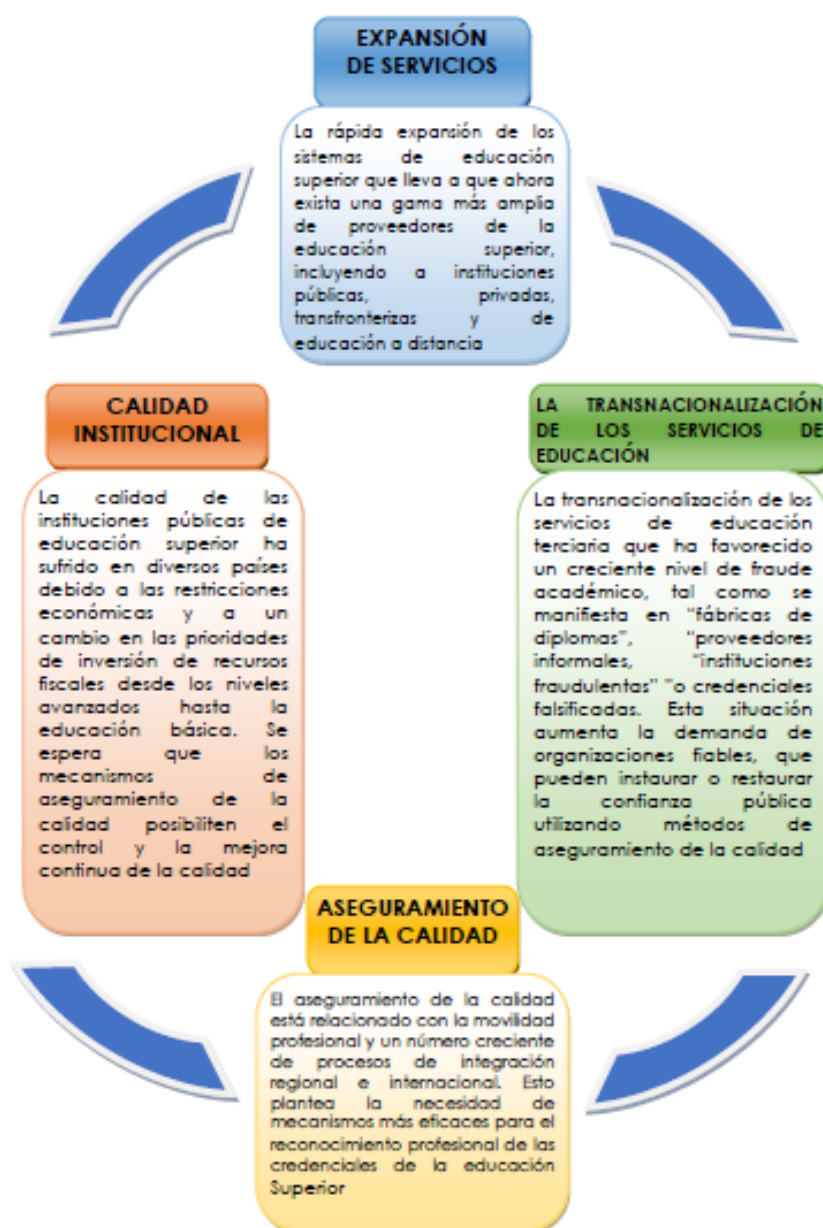 EXPANSIÓN
DE SERVICIOS
La rápida expansión de los
sistemas de educación
superior que lleva a que ahora
exista una gama más amplia
de proveedores de la
educación superior,
incluyendo a instituciones
públicas, privadas,
transfronterizas y de
educación a distancia
CALIDAD
INSTITUCIONAL
La calidad de las
instituciones públicas de
educación superior ha
sufrido en diversos países
debido a las restricciones
económicas y a un
cambio en las prioridades
de inversión de recursos
fiscales desde los niveles
avanzados hasta la
educación básica. Se
espera que los
mecanismos de
aseguramiento de la
calidad posibiliten el
control y la mejora
continua de la calidad
LA TRANSNACIONALIZACIÓN
DE LOS SERVICIOS DE
EDUCACIÓN
La transnacionalización de los
servicios de educación
terciaria que ha favorecido
un creciente nivel de fraude
académico, tal como se
manifiesta en "fábricas de
diplomas", "proveedores
informales, "instituciones
fraudulentas" "o credenciales
falsificadas. Esta situación
aumenta la demanda de
organizaciones fiables, que
pueden instaurar o restaurar
la confianza pública
utilizando métodos de
aseguramiento de la calidad
ASEGURAMIENTO
DE LA CALIDAD
El aseguramiento de la calidad
está relacionado con la movilidad
profesional y un número creciente
de procesos de integración
regional e internacional. Esto
plantea la necesidad de
mecanismos más eficaces para el
reconocimiento profesional de las
credenciales de la educación
Superior